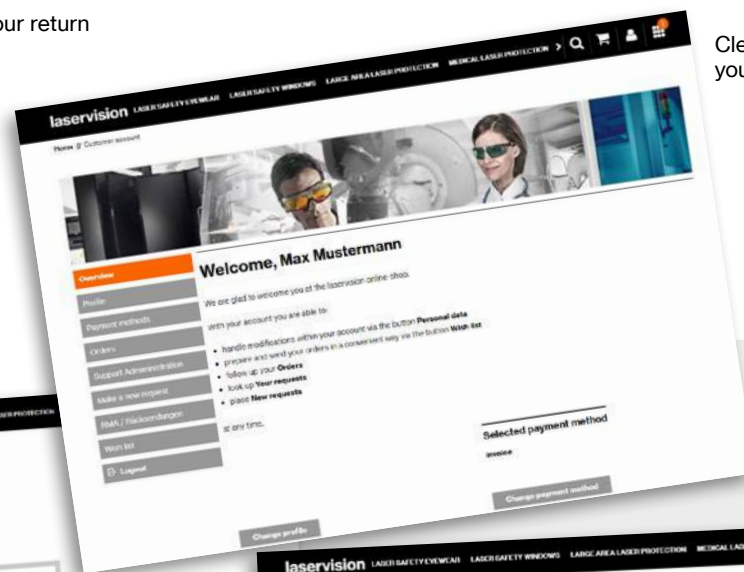 our return
Cle
you
laservision LASER SAFETY EYEWEAR LASER SAFETY WINDOWS LARGE AREA LASER PROTECTION MEDICAL LASER PROTECTION >
Home // Customer account
Overview
Profile
Payment methods
Orders
Support Administration
Make a new request
RMA / Rücksendungen
Wish list
Logout
Welcome, Max Mustermann
We are glad to welcome you at the laservision online-shop.
With your account you are able to:
• handle modifications within your account via the button Personal data
• prepare and send your orders in a convenient way via the button Wish list
• follow up your Orders
• look up Your requests
• place New requests
at any time.
Selected payment method
invoice
Change profile
Change payment method
ASER PROTECTION
laservision LASER SAFETY EYEWEAR LASER SAFETY WINDOWS LARGE AREA LASER PROTECTION MEDICAL LAS